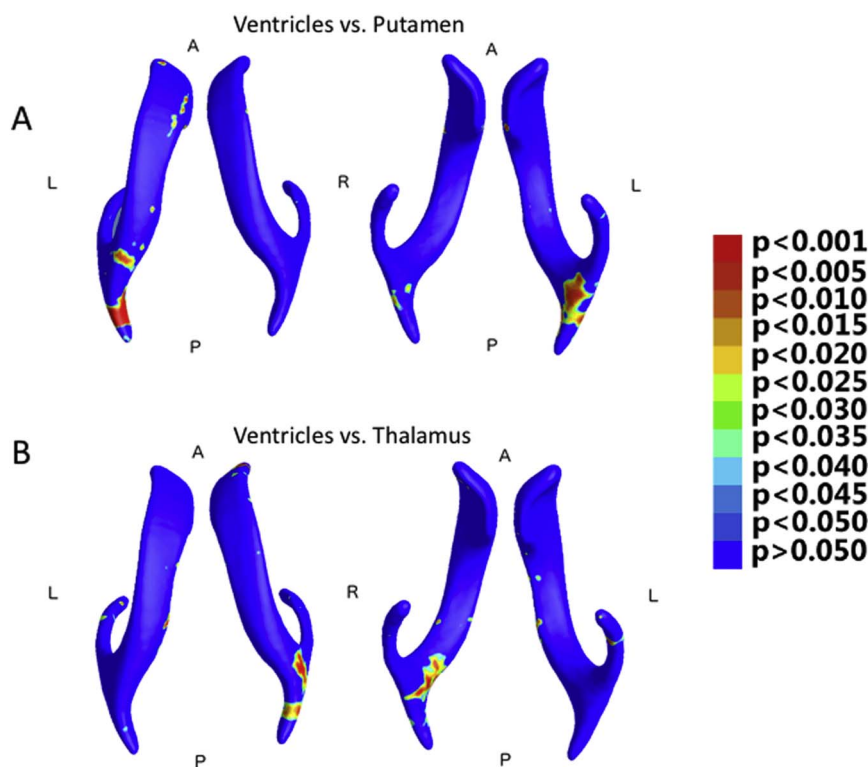 Ventricles vs. Putamen
A
A
A
L
R
L
P
P
p<0.001
p<0.005
p<0.010
p<0.015
p<0.020
p<0.025
p<0.030
p<0.035
p<0.040
p<0.045
p<0.050
p>0.050
Ventricles vs. Thalamus
B
A
A
L
R
L
P
P